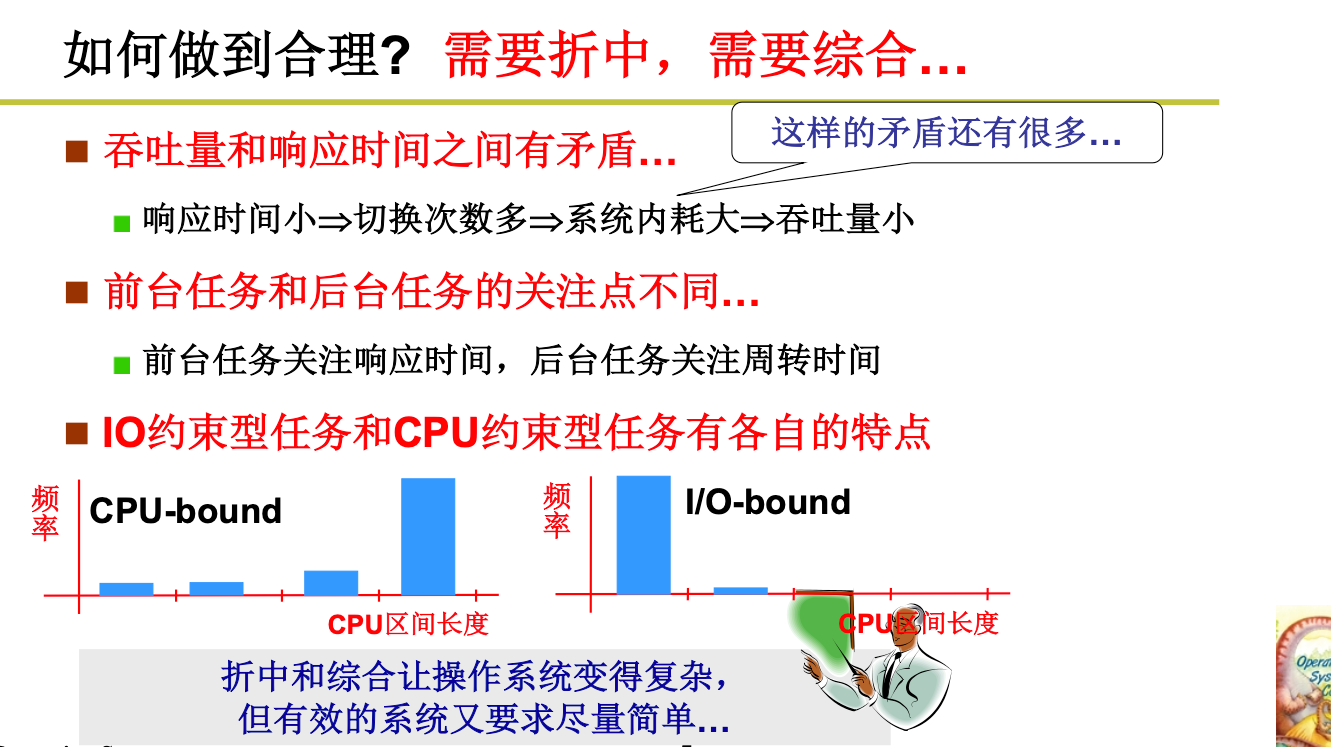 如何做到合理? 需要折中，需要综合…
这样的矛盾还有很多…
吞吐量和响应时间之间有矛盾…
响应时间小⇒切换次数多⇒系统内耗大⇒吞吐量小
前台任务和后台任务的关注点不同…
前台任务关注响应时间，后台任务关注周转时间
IO约束型任务和CPU约束型任务有各自的特点
频率
CPU-bound
CPU区间长度
频率
I/O-bound
CPU区间长度
折中和综合让操作系统变得复杂，
但有效的系统又要求尽量简单…